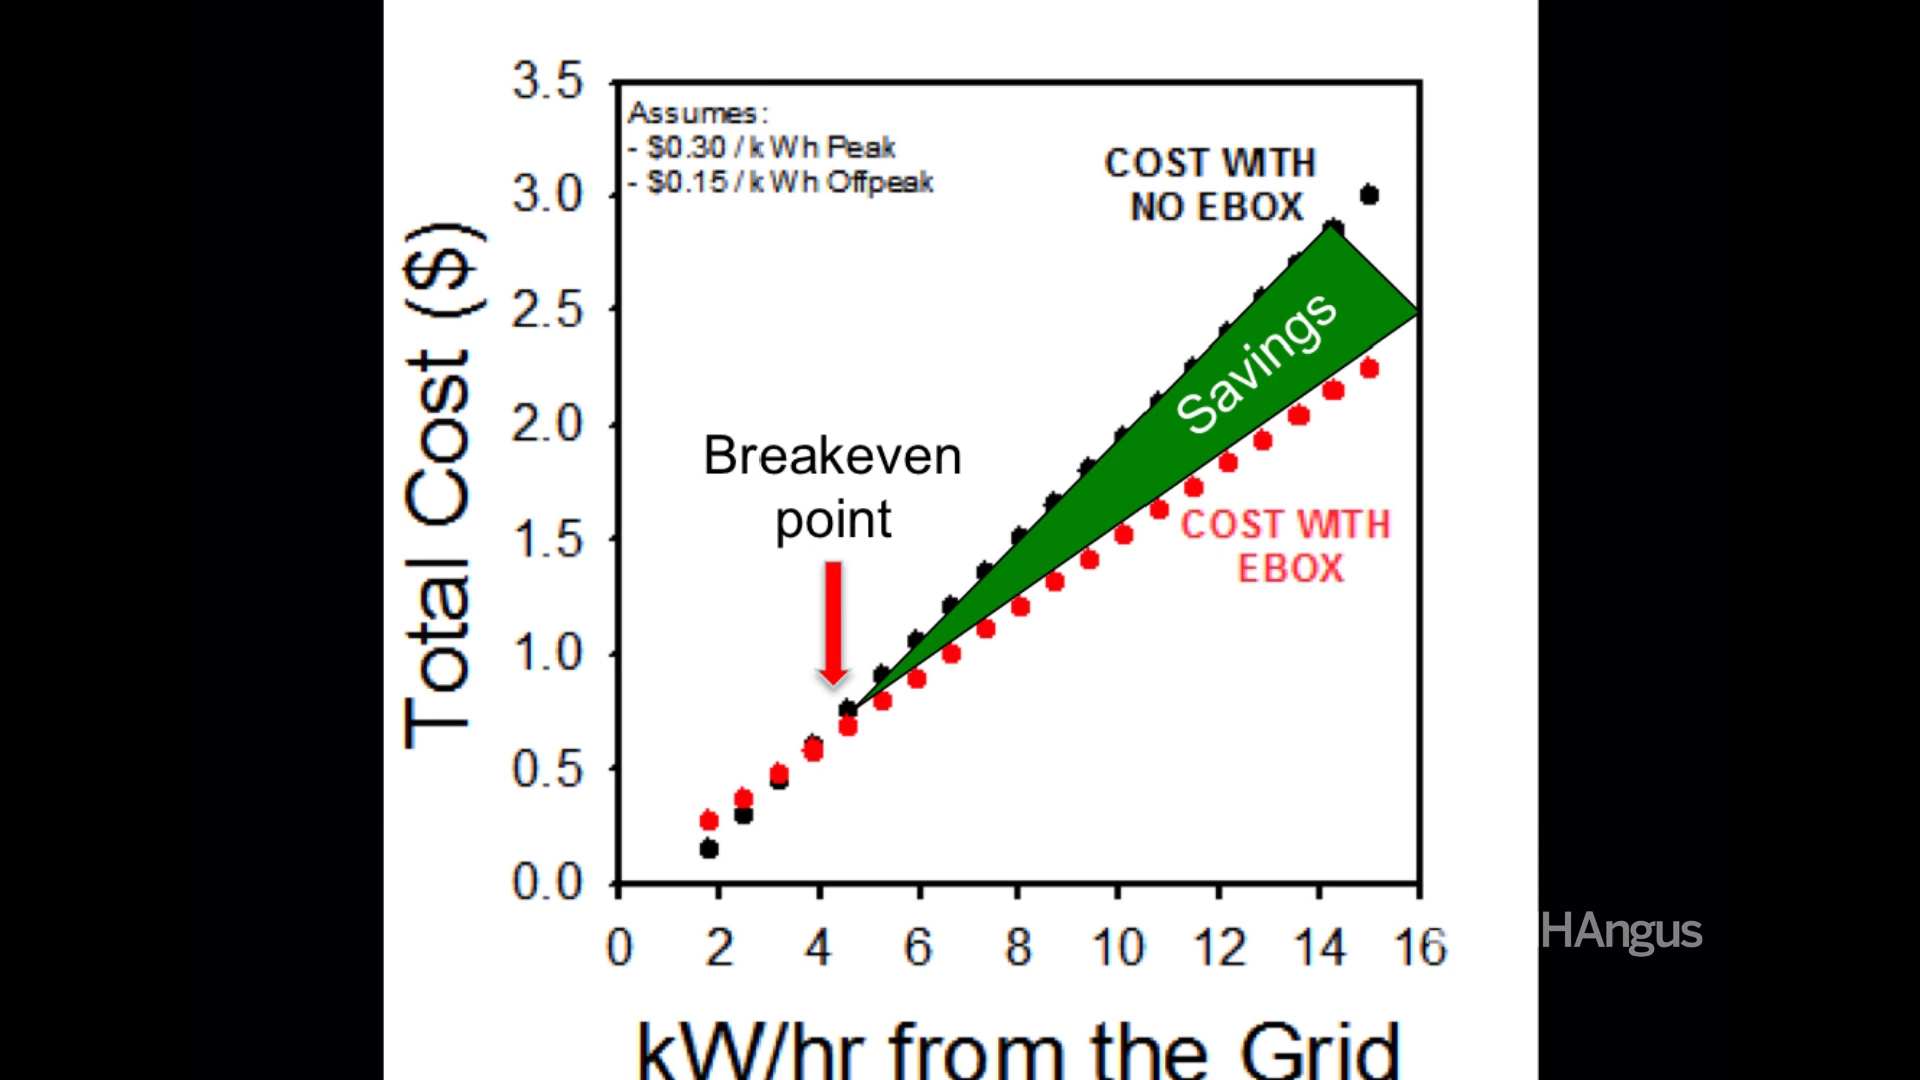 3.5
3.0
2.5
2.0
1.5
1.0
0.5
0.0
Total Cost ($)
Assumes:
- $0.30 / kWh Peak
- $0.15 / kWh Offpeak
COST WITH
NO EBOX
Savings
Breakeven
point
COST WITH
EBOX
0 2 4 6 8 10 12 14 16
kW/hr from the Grid
HAngus